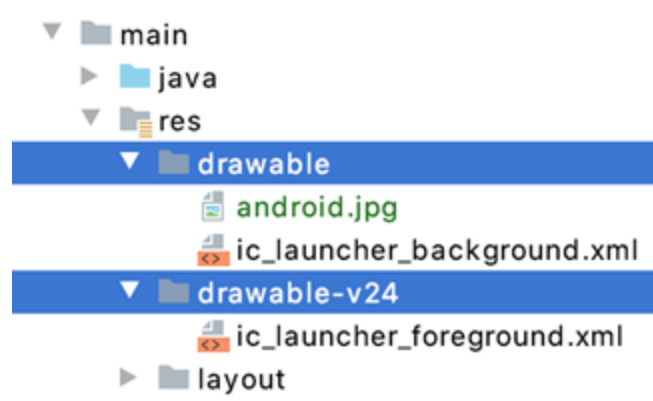 main
java
res
drawable
android.jpg
ic_launcher_background.xml
drawable-v24
ic_launcher_foreground.xml
layout